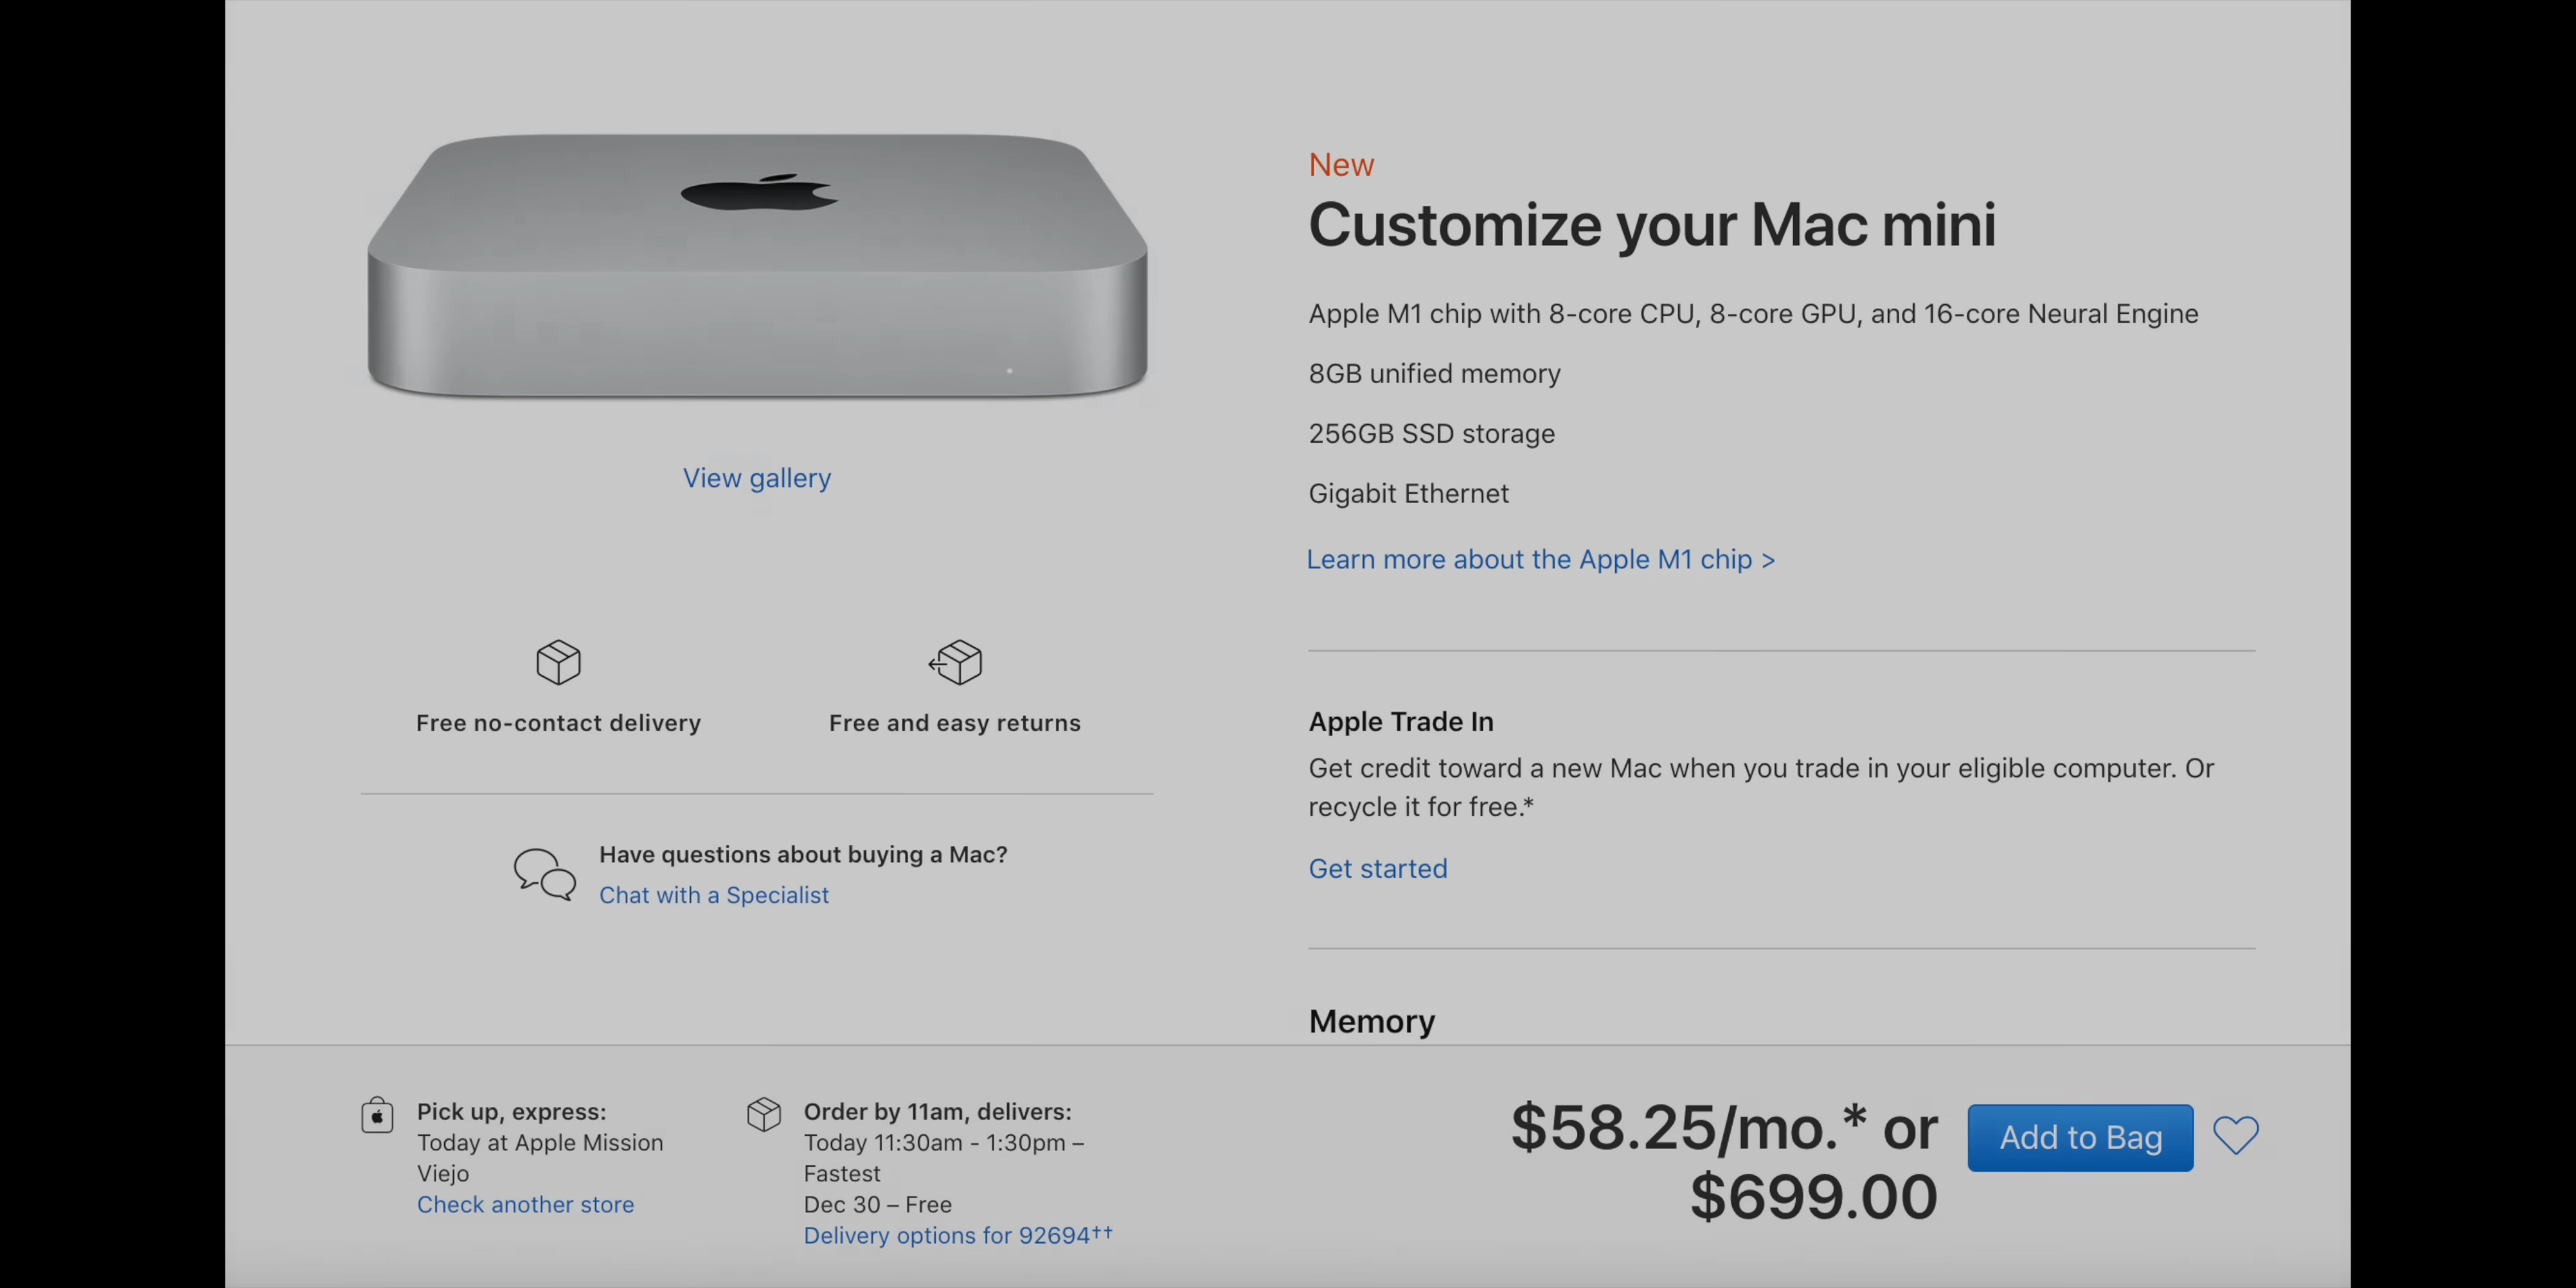 View gallery
Free no-contact delivery
Free and easy returns
Have questions about buying a Mac?
Chat with a Specialist
New
Customize your Mac mini
Apple M1 chip with 8-core CPU, 8-core GPU, and 16-core Neural Engine
8GB unified memory
256GB SSD storage
Gigabit Ethernet
Learn more about the Apple M1 chip >
Apple Trade In
Get credit toward a new Mac when you trade in your eligible computer. Or
recycle it for free.*
Get started
Memory
Pick up, express:
Today at Apple Mission
Viejo
Check another store
Order by 11am, delivers:
Today 11:30am - 1:30pm –
Fastest
Dec 30 – Free
Delivery options for 92694††
$58.25/mo.* or
$699.00
Add to Bag